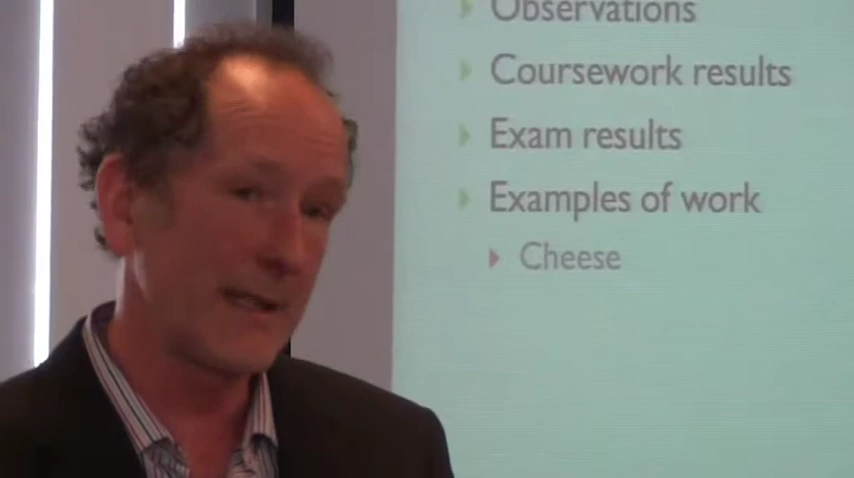 Observations
Coursework results
Exam results
Examples of work
Cheese